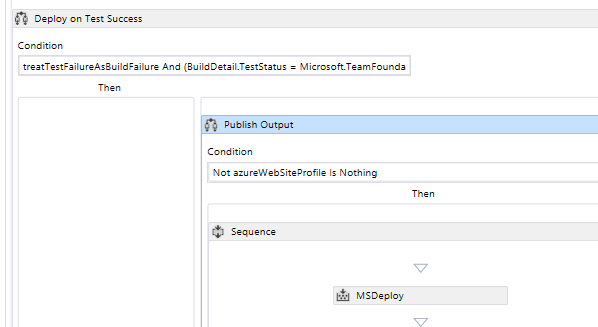 Deploy on Test Success
Condition
treatTestFailureAsBuildFailure And (BuildDetail.TestStatus = Microsoft.TeamFounda
Then
Publish Output
Condition
Not azureWebSiteProfile Is Nothing
Then
Sequence
MSDeploy